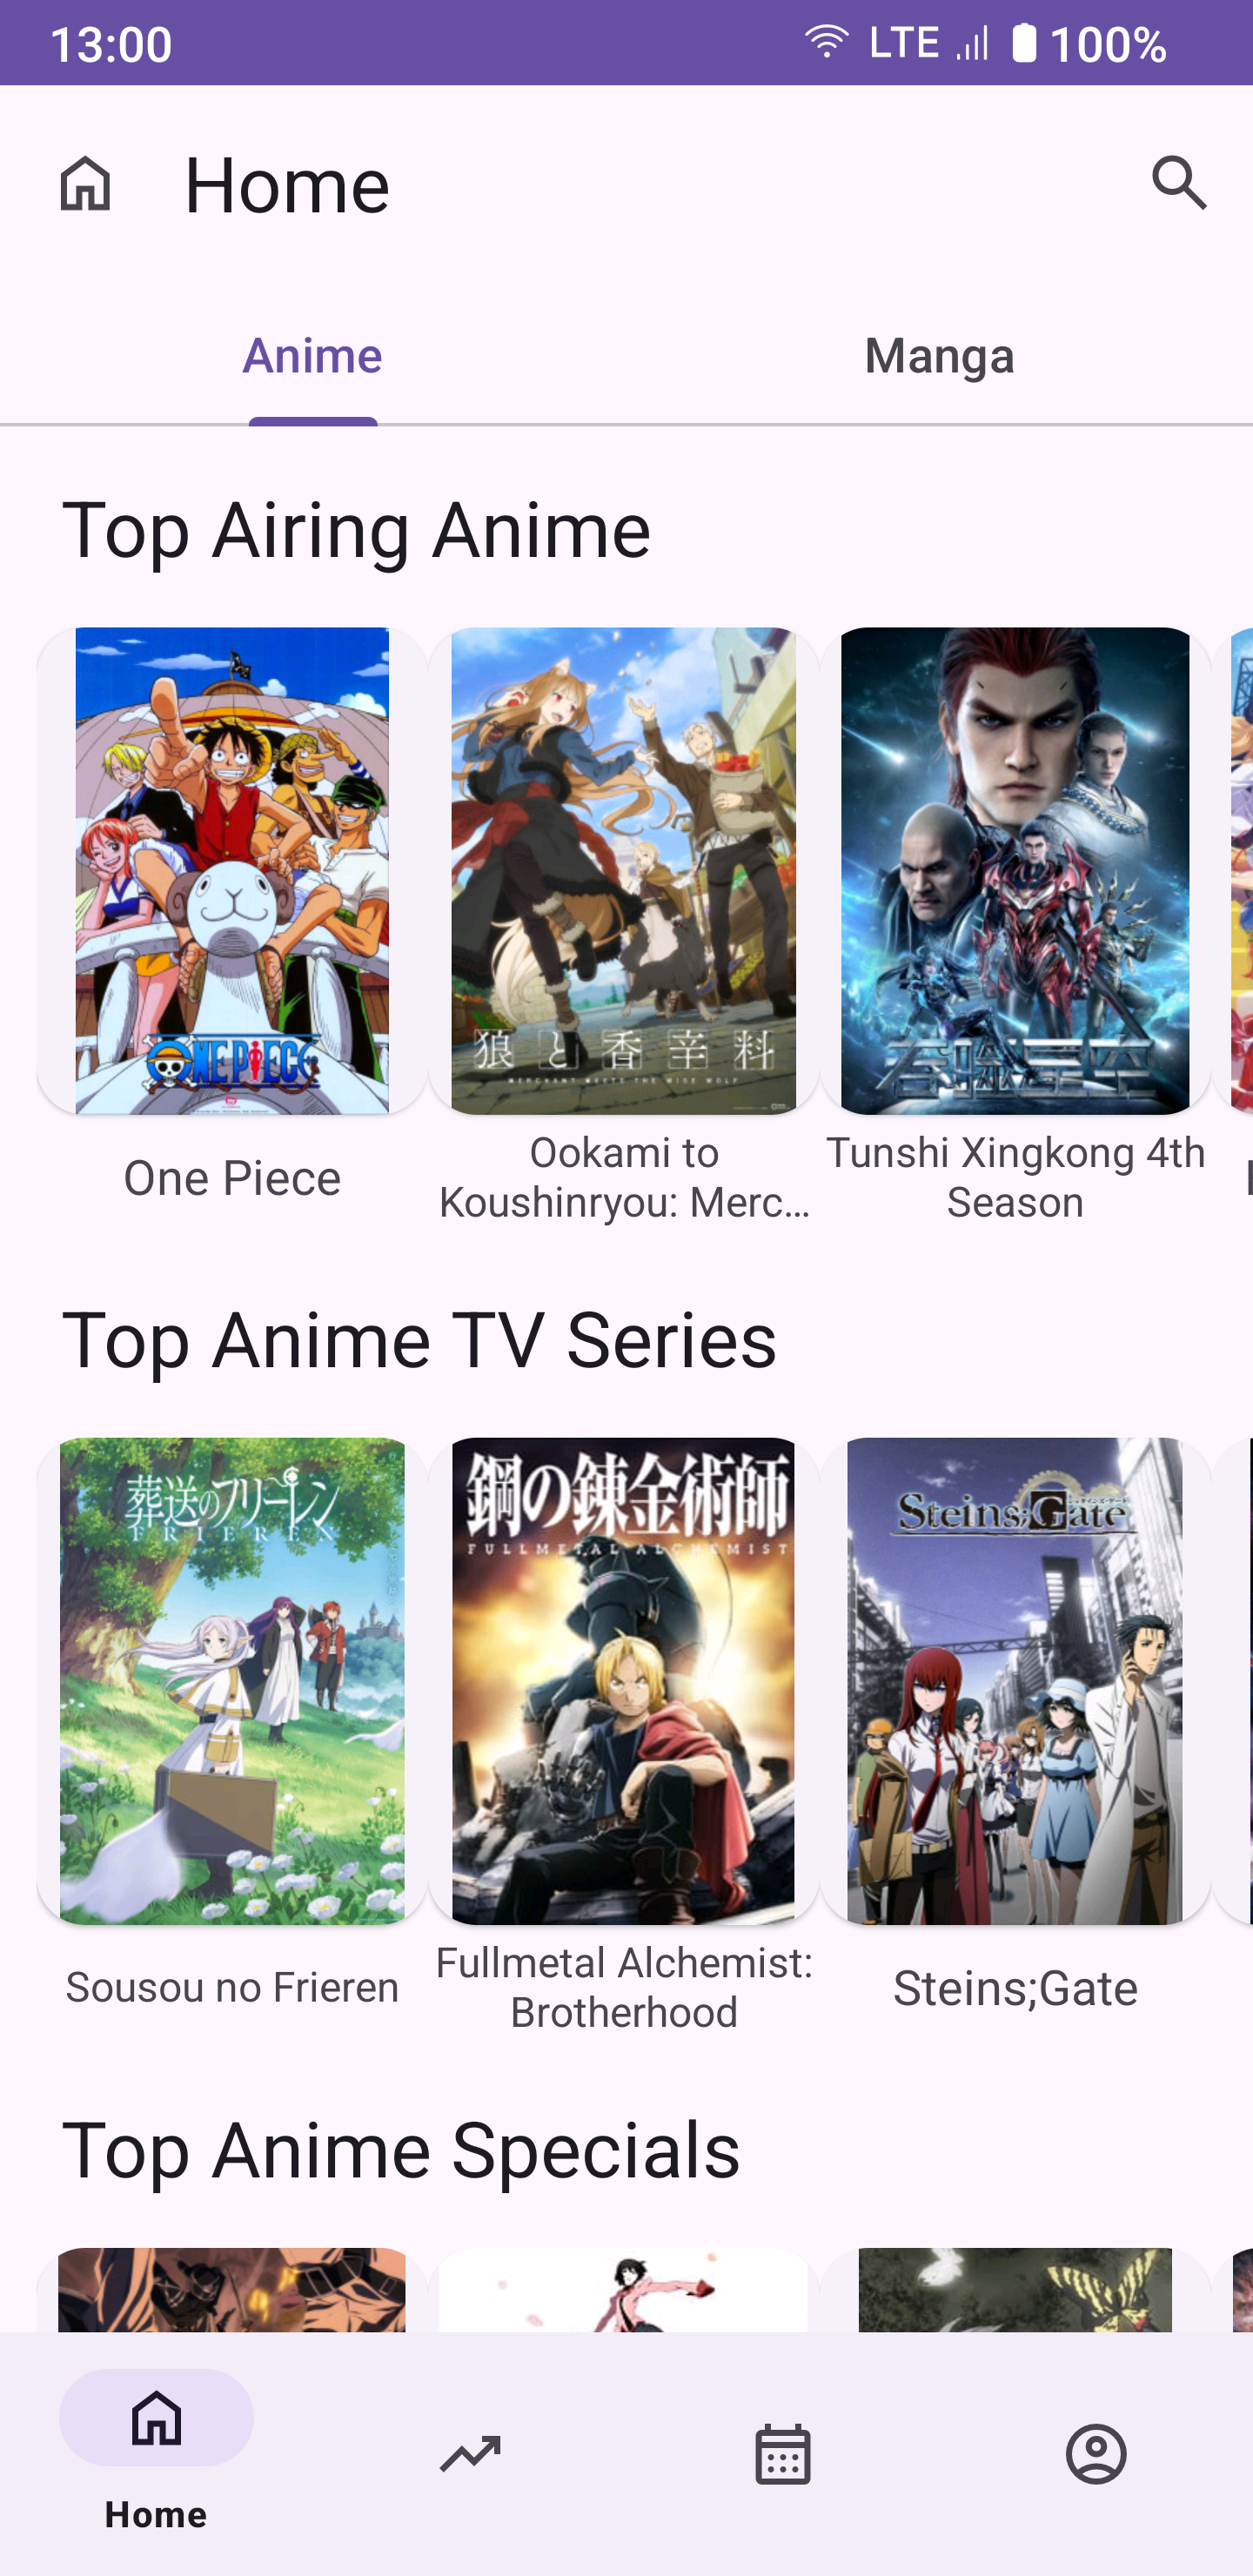 13:00
LTE 100%
Home
Anime
Manga
Top Airing Anime
ONE PIECE
狼と香辛料
MERCHANT MEETS THE WISE WOLF
吞噬星空
One Piece
Ookami to
Koushinryou: Merc...
Tunshi Xingkong 4th
Season
Top Anime TV Series
葬送のフリーレン
FRIEREN
鋼の錬金術師
FULLMETAL ALCHEMIST
Steins;Gate
Sousou no Frieren
Fullmetal Alchemist:
Brotherhood
Steins;Gate
Top Anime Specials
Home